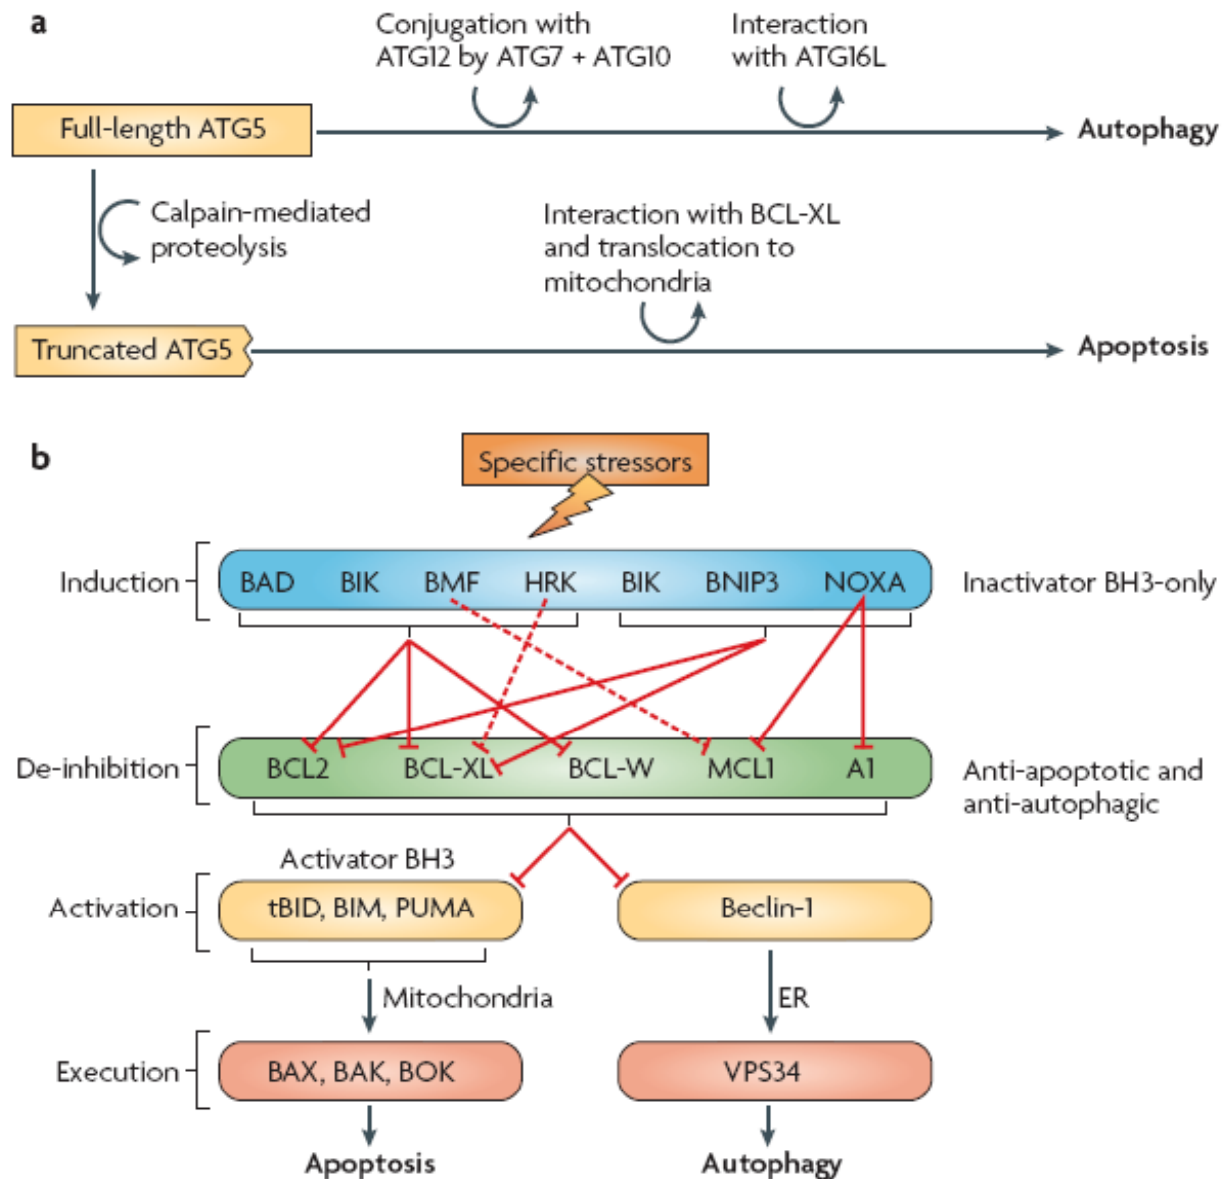 a
Conjugation with
ATG12 by ATG7 + ATG10
Interaction
with ATG16L
Full-length ATG5
Autophagy
Calpain-mediated
proteolysis
Interaction with BCL-XL
and translocation to
mitochondria
Truncated ATG5
Apoptosis
b
Specific stressors
Induction
BAD BIK BMF HRK BIK BNIP3 NOXA
Inactivator BH3-only
De-inhibition
BCL2 BCL-XL BCL-W MCL1 A1
Anti-apoptotic and
anti-autophagic
Activator BH3
Activation
tBID, BIM, PUMA
Beclin-1
Mitochondria
ER
Execution
BAX, BAK, BOK
VPS34
Apoptosis
Autophagy